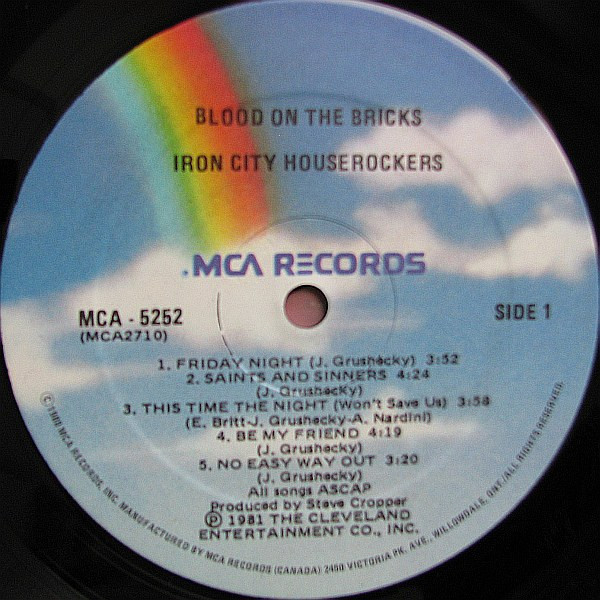 BLOOD ON THE BRICKS
IRON CITY HOUSEROCKERS
MCA RECORDS
MCA - 5252
(MCA2710)
SIDE 1
1. FRIDAY NIGHT (J. Grushecky) 3:52
2. SAINTS AND SINNERS 4:24
(J. Grushecky)
3. THIS TIME THE NIGHT (Won't Save Us) 3:58
(E. Britt-J. Grushecky-A. Nardini)
4. BE MY FRIEND 4:19
(J. Grushecky)
5. NO EASY WAY OUT 3:20
(J. Grushecky)
All songs ASCAP
Produced by Steve Cropper
℗ 1981 THE CLEVELAND
ENTERTAINMENT CO., INC.
© 1980 MCA RECORDS, INC. MANUFACTURED BY MCA RECORDS (CANADA) 2450 VICTORIA PK. AVE., WILLOWDALE, ONT./ALL RIGHTS RESERVED.